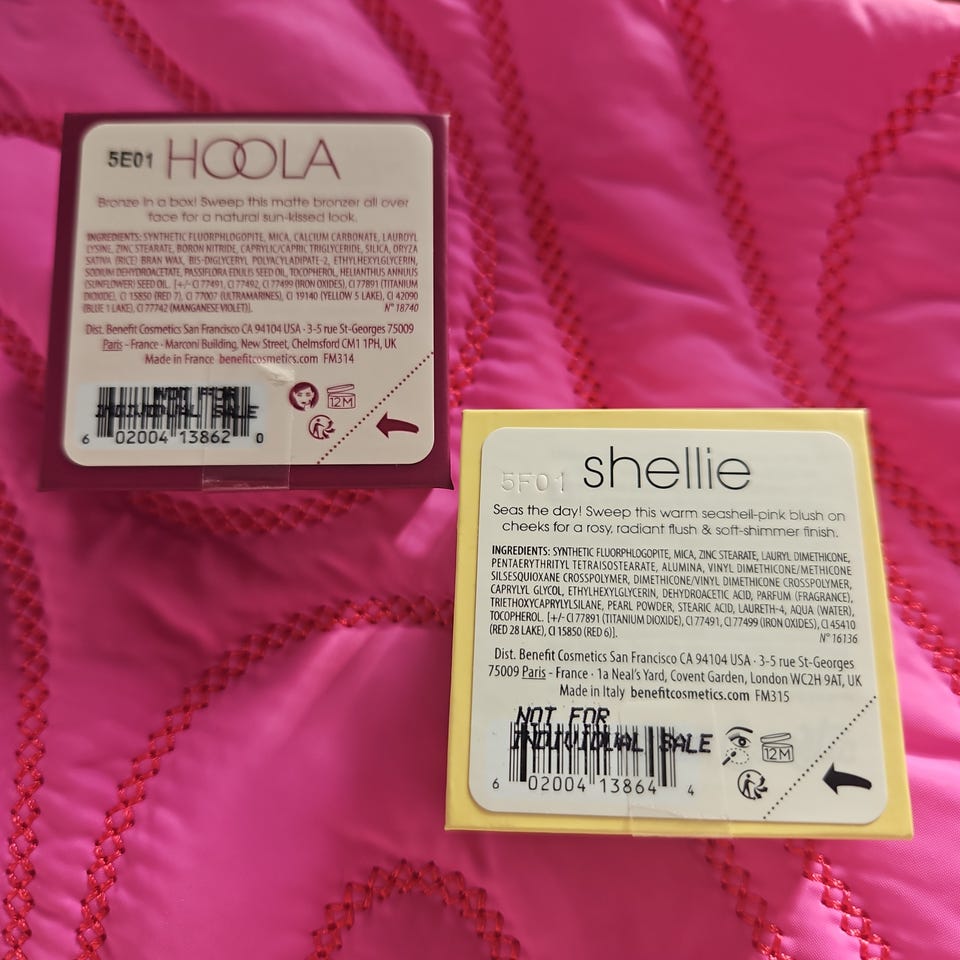 5E01 HOOLA
Bronze in a box! Sweep this matte bronzer all over
face for a natural sun-kissed look.
INGREDIENTS: SYNTHETIC FLUORPHLOGOPITE, MICA, CALCIUM CARBONATE, LAUROYL
LYSINE, ZINC STEARATE, BORON NITRIDE, CAPRYLIC/CAPRIC TRIGLYCERIDE, SILICA, ORYZA
SATIVA (RICE) BRAN WAX, BIS-DIGLYCERYL POLYACYLADIPATE-2, ETHYLHEXYLGLYCERIN,
SODIUM DEHYDROACETATE, PASSIFLORA EDULIS SEED OIL, TOCOPHEROL, HELIANTHUS ANNUUS
(SUNFLOWER) SEED OIL. [+/- CI 77491, CI 77492, CI 77499 (IRON OXIDES), CI 77891 (TITANIUM
DIOXIDE), CI 15850 (RED 7), CI 77007 (ULTRAMARINES), CI 19140 (YELLOW 5 LAKE), CI 42090
(BLUE 1 LAKE), CI 77742 (MANGANESE VIOLET)]. N° 18740
Dist. Benefit Cosmetics San Francisco CA 94104 USA · 3-5 rue St-Georges 75009
Paris - France · Marconi Building, New Street, Chelmsford CM1 1PH, UK
Made in France benefitcosmetics.com FM314
NOT FOR
INDIVIDUAL SALE
12M
6 02004 13862 0
5F01 shellie
Seas the day! Sweep this warm seashell-pink blush on
cheeks for a rosy, radiant flush & soft-shimmer finish.
INGREDIENTS: SYNTHETIC FLUORPHLOGOPITE, MICA, ZINC STEARATE, LAURYL DIMETHICONE,
PENTAERYTHRITYL TETRAISOSTEARATE, ALUMINA, VINYL DIMETHICONE/METHICONE
SILSESQUIOXANE CROSSPOLYMER, DIMETHICONE/VINYL DIMETHICONE CROSSPOLYMER,
CAPRYLYL GLYCOL, ETHYLHEXYLGLYCERIN, DEHYDROACETIC ACID, PARFUM (FRAGRANCE),
TRIETHOXYCAPRYLYLSILANE, PEARL POWDER, STEARIC ACID, LAURETH-4, AQUA (WATER),
TOCOPHEROL. [+/- CI 77891 (TITANIUM DIOXIDE), CI 77491, CI 77499 (IRON OXIDES), CI 45410
(RED 28 LAKE), CI 15850 (RED 6)]. N° 16136
Dist. Benefit Cosmetics San Francisco CA 94104 USA · 3-5 rue St-Georges
75009 Paris - France · 1a Neal's Yard, Covent Garden, London WC2H 9AT, UK
Made in Italy benefitcosmetics.com FM315
NOT FOR
INDIVIDUAL SALE
12M
6 02004 13864 4